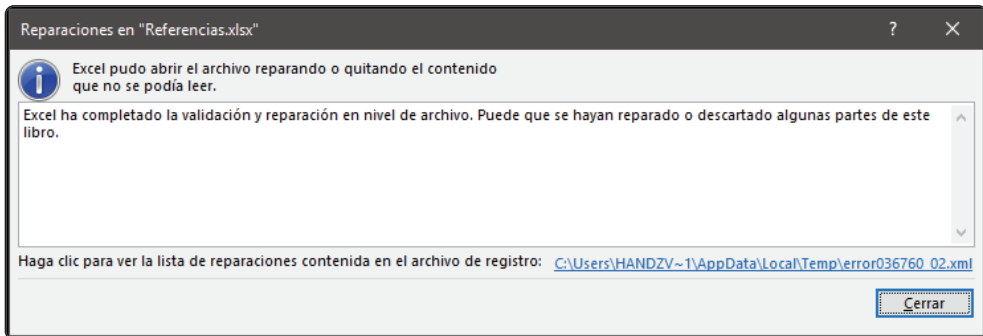 Reparaciones en "Referencias.xlsx"
Excel pudo abrir el archivo reparando o quitando el contenido
que no se podía leer.
Excel ha completado la validación y reparación en nivel de archivo. Puede que se hayan reparado o descartado algunas partes de este
libro.
Haga clic para ver la lista de reparaciones contenida en el archivo de registro: C:\Users\HANDZV~1\AppData\Local\Temp\error036760_02.xml
Cerrar